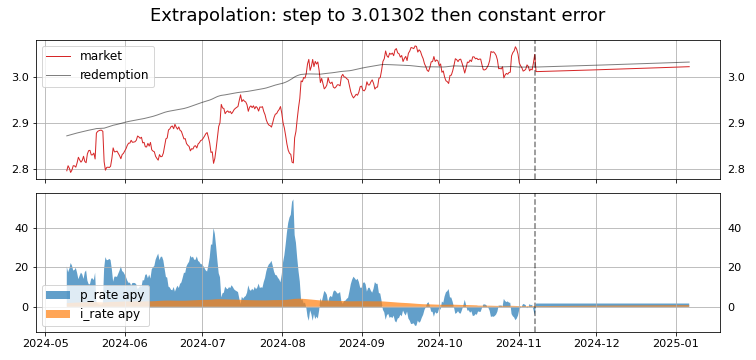 Extrapolation: step to 3.01302 then constant error
market
redemption
3.0 3.0
2.9 2.9
2.8 2.8
40 40
20 20
0 0
p_rate apy
i_rate apy
2024-05 2024-06 2024-07 2024-08 2024-09 2024-10 2024-11 2024-12 2025-01